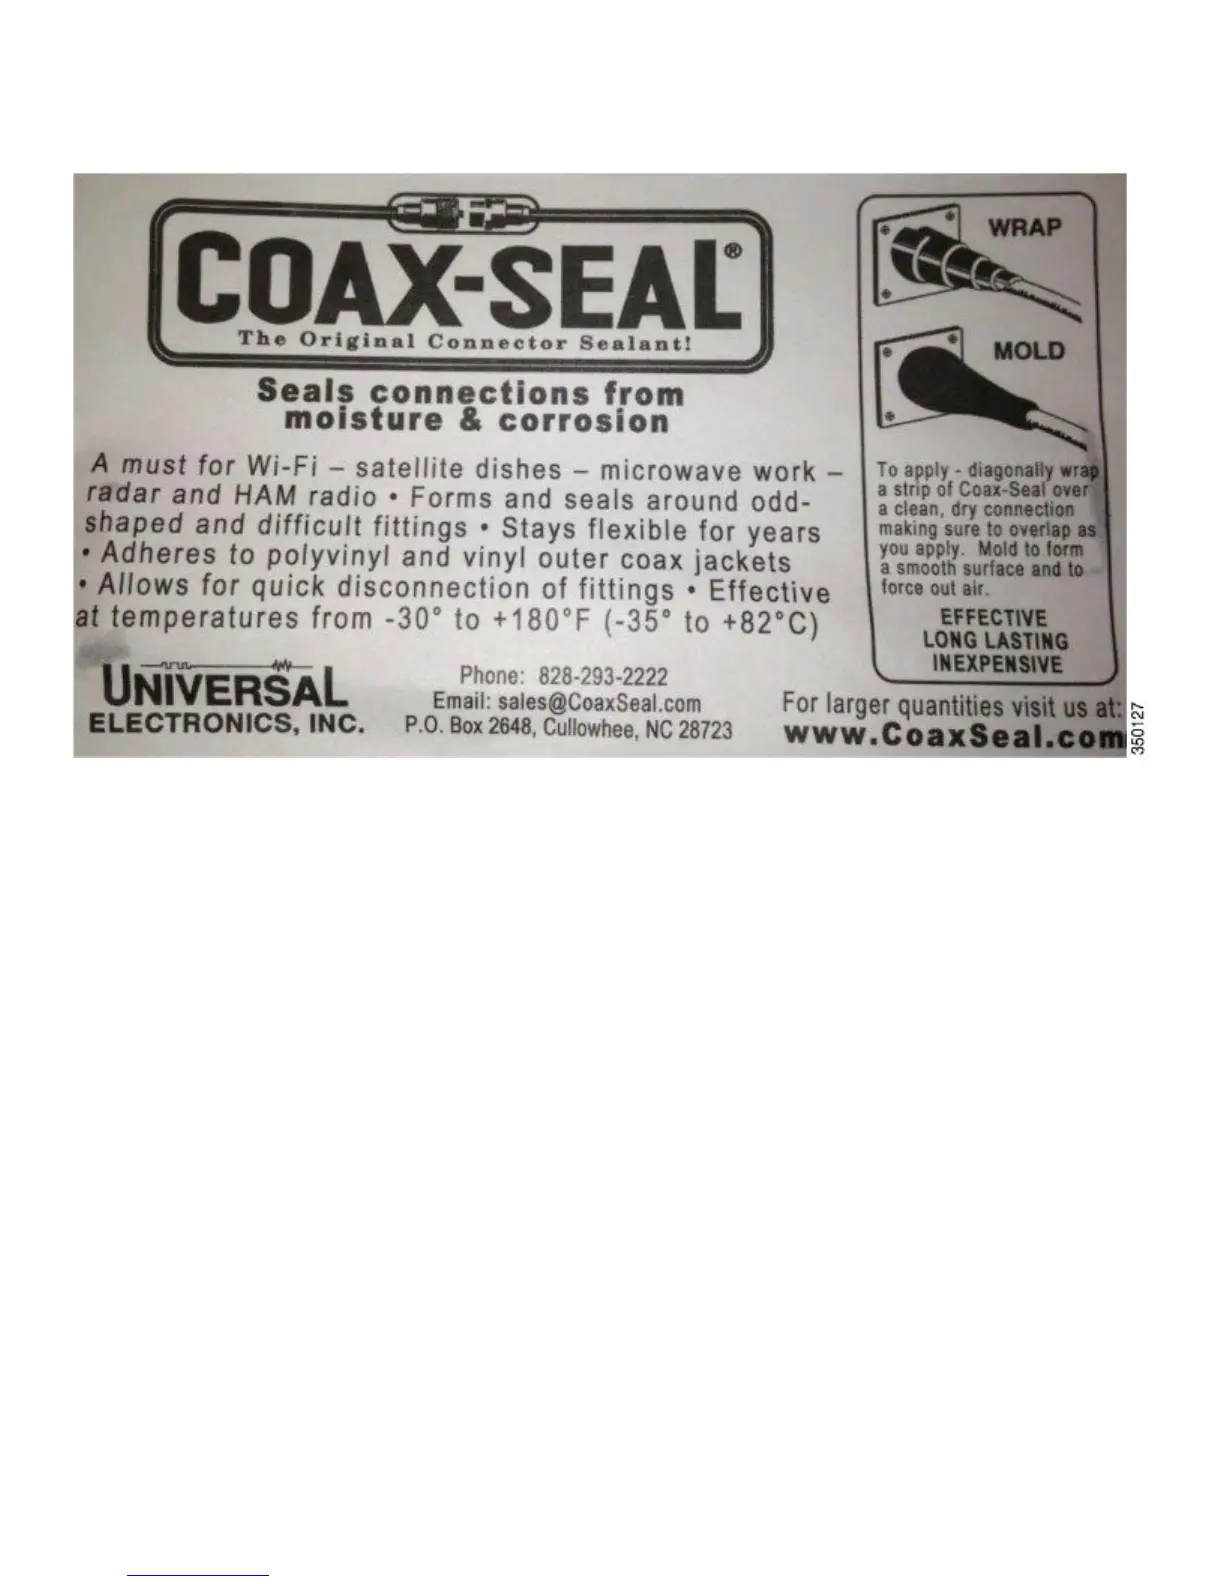 COAX-SEAL®
The Original Connector Sealant!
Seals connections from
moisture & corrosion
A must for Wi-Fi – satellite dishes – microwave work –
radar and HAM radio • Forms and seals around odd-
shaped and difficult fittings • Stays flexible for years
• Adheres to polyvinyl and vinyl outer coax jackets
• Allows for quick disconnection of fittings • Effective
at temperatures from -30° to +180°F (-35° to +82°C)
UNIVERSAL
ELECTRONICS, INC.
Phone: 828-293-2222
Email: sales@CoaxSeal.com
P.O. Box 2648, Cullowhee, NC 28723
WRAP
MOLD
To apply - diagonally wrap
a strip of Coax-Seal over
a clean, dry connection
making sure to overlap as
you apply. Mold to form
a smooth surface and to
force out air.
EFFECTIVE
LONG LASTING
INEXPENSIVE
For larger quantities visit us at:
www.CoaxSeal.com
350127